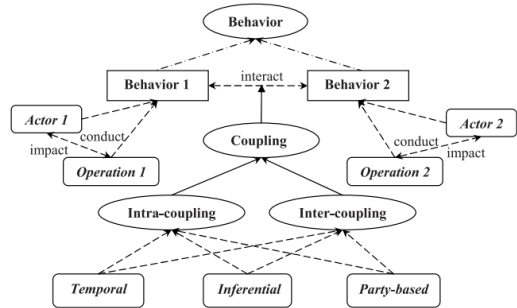 Behavior
interact
Behavior 1
Behavior 2
Actor 1
Actor 2
conduct
impact
conduct
impact
Coupling
Operation 1
Operation 2
Intra-coupling
Inter-coupling
Temporal
Inferential
Party-based